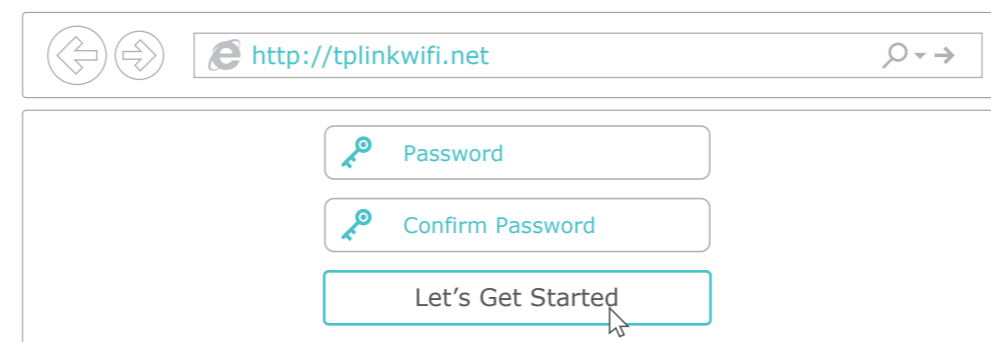 http://tplinkwifi.net
Password
Confirm Password
Let’s Get Started